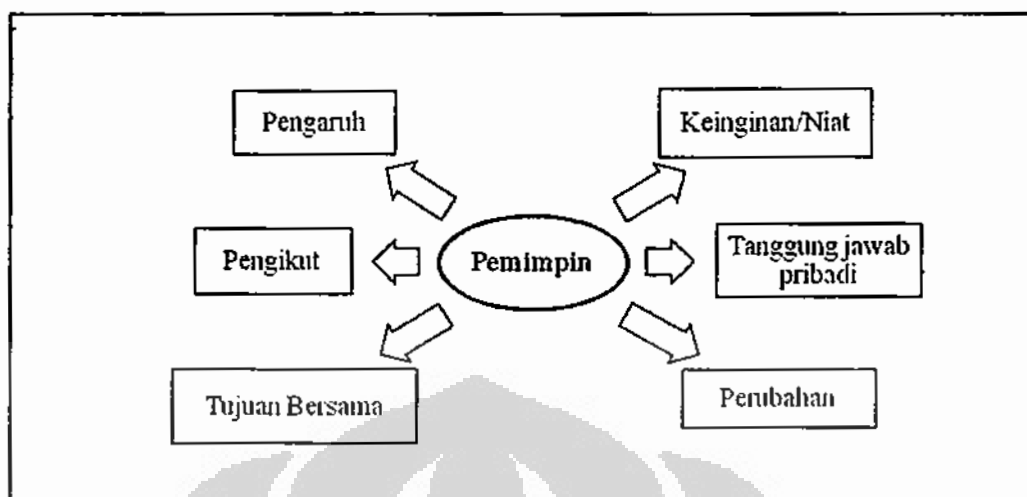 Pengaruh
Keinginan/Niat
Pengikut
Pemimpin
Tanggung jawab
pribadi
Tujuan Bersama
Perubahan